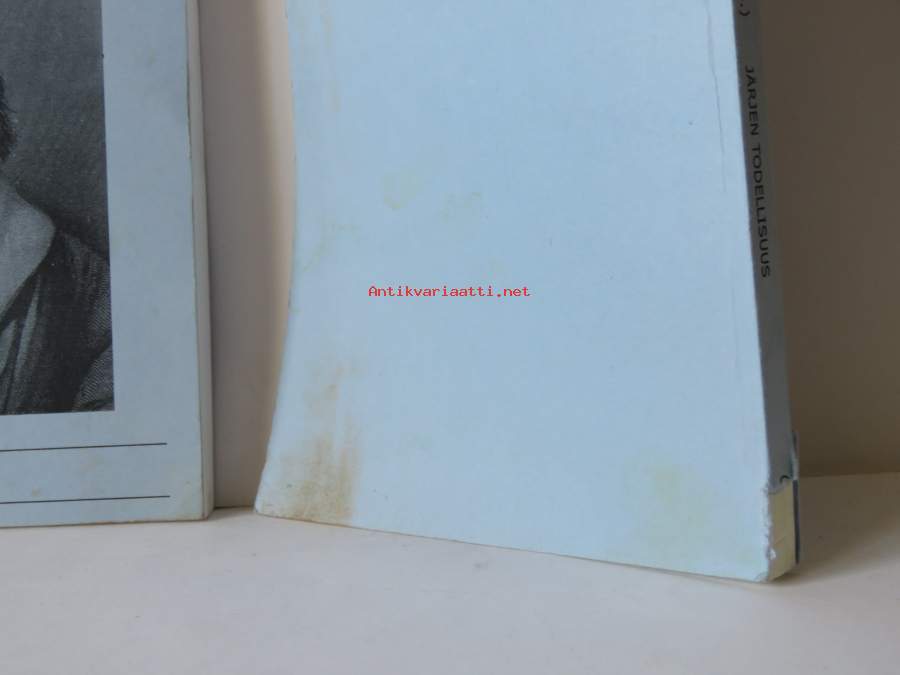 .)   JÄRJEN TODELLISUUS
Antikvariaatti.net